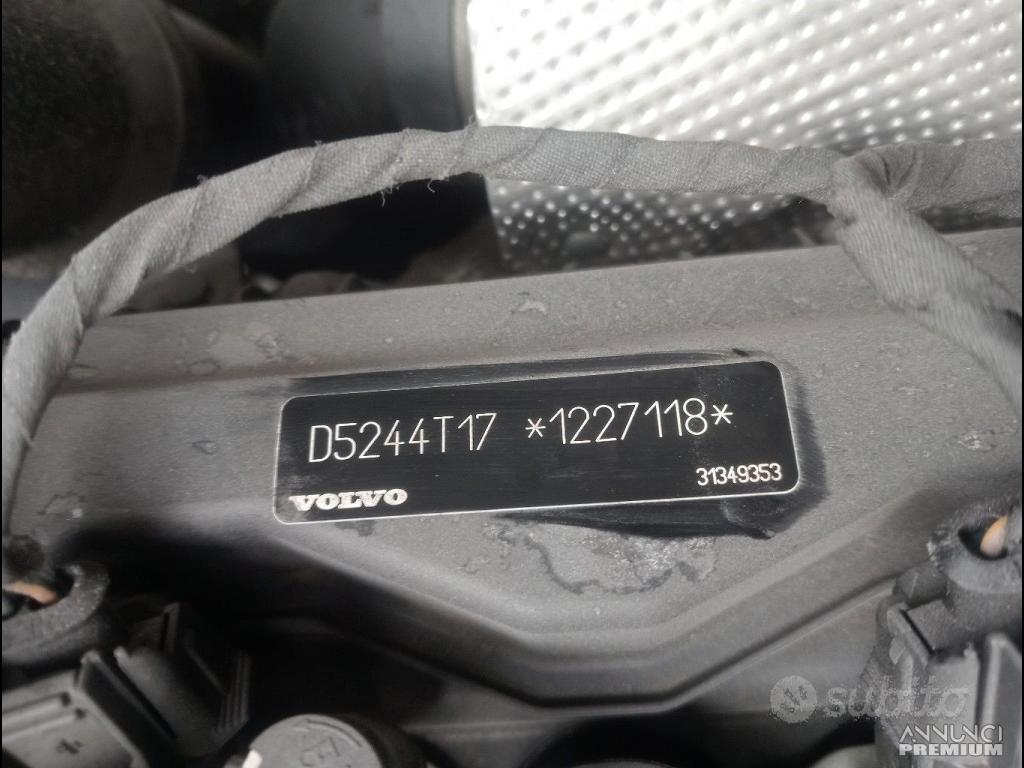 D5244T17 *1227118*
31349353
VOLVO
subito
ANNUNCI
PREMIUM